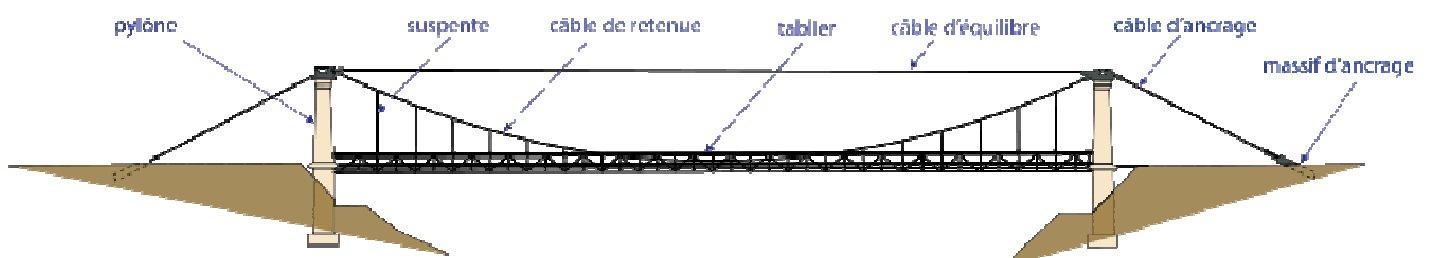 pylône
suspente
câble de retenue
tablier
câble d'équilibre
câble d'ancrage
massif d'ancrage